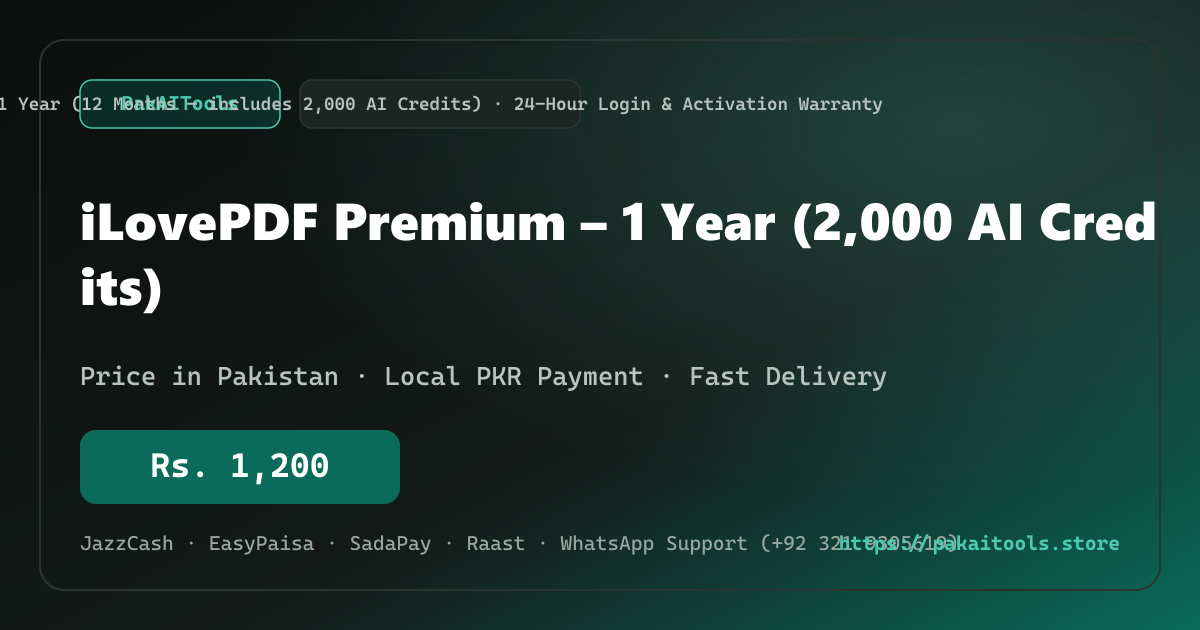 1 Year (12 Months – includes 2,000 AI Credits) · 24-Hour Login & Activation Warranty
PakAITools
iLovePDF Premium – 1 Year (2,000 AI Cred
its)
Price in Pakistan · Local PKR Payment · Fast Delivery
Rs. 1,200
JazzCash · EasyPaisa · SadaPay · Raast · WhatsApp Support (+92 321
https://pakaitools.store